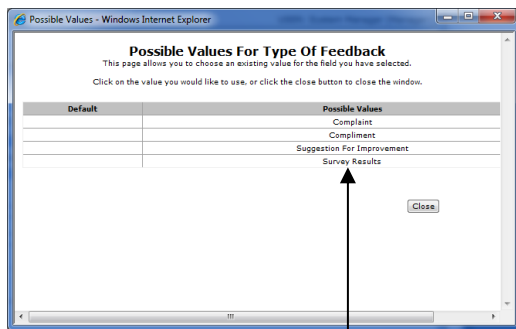 Possible Values - Windows Internet Explorer
Possible Values For Type Of Feedback
This page allows you to choose an existing value for the field you have selected.
Click on the value you would like to use, or click the close button to close the window.
Default Possible Values
Complaint
Compliment
Suggestion For Improvement
Survey Results
Close